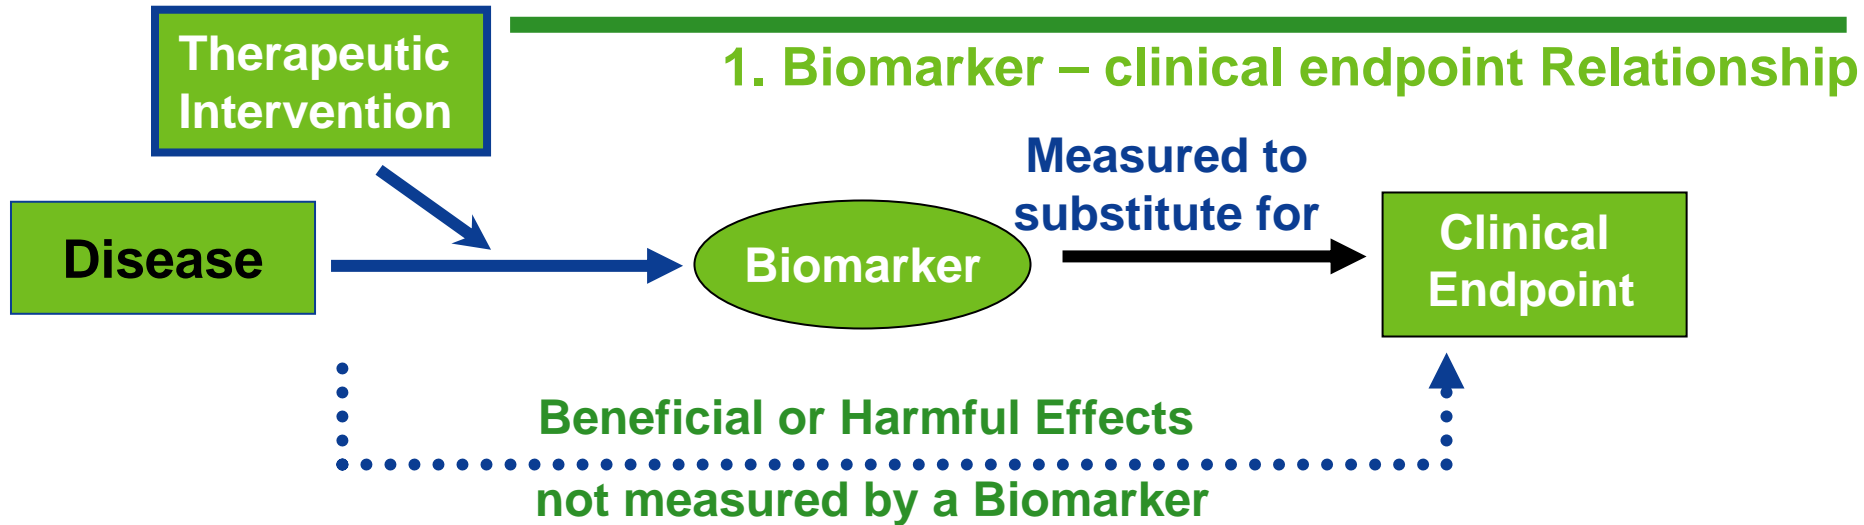 Therapeutic
Intervention
1. Biomarker – clinical endpoint Relationship
Measured to
substitute for
Disease
Biomarker
Clinical
Endpoint
Beneficial or Harmful Effects
not measured by a Biomarker